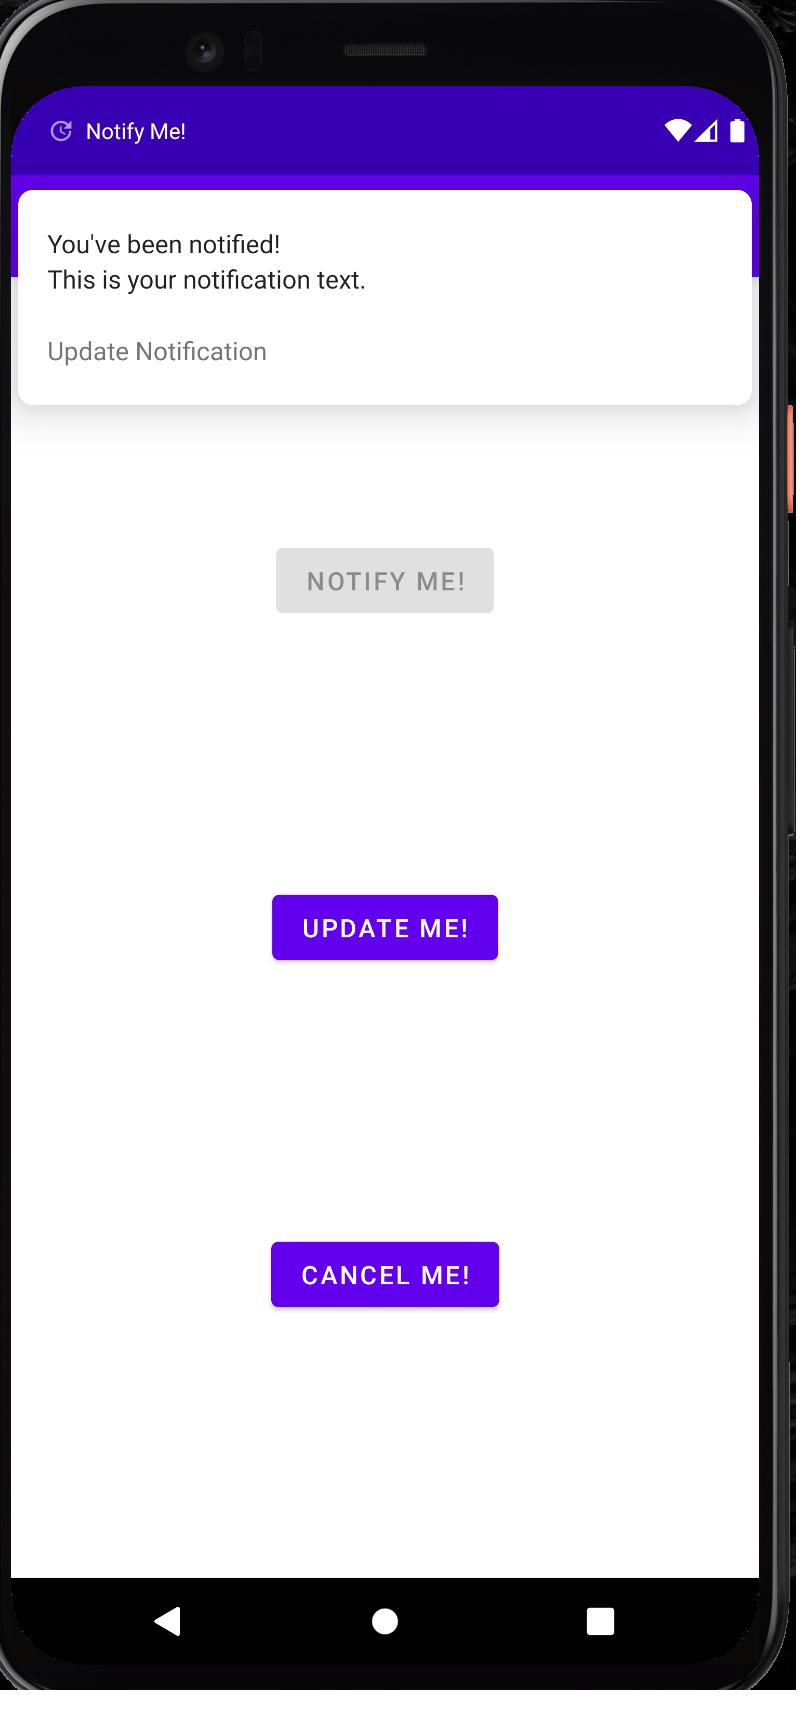 Notify Me!
You've been notified!
This is your notification text.
Update Notification
NOTIFY ME!
UPDATE ME!
CANCEL ME!